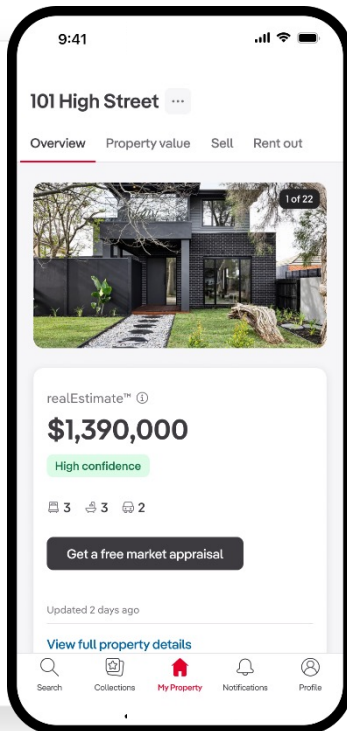 9:41
101 High Street ...
Overview Property value Sell Rent out
1 of 22
realEstimate™
$1,390,000
High confidence
3 3 2
Get a free market appraisal
Updated 2 days ago
View full property details
Search Collections My Property Notifications Profile